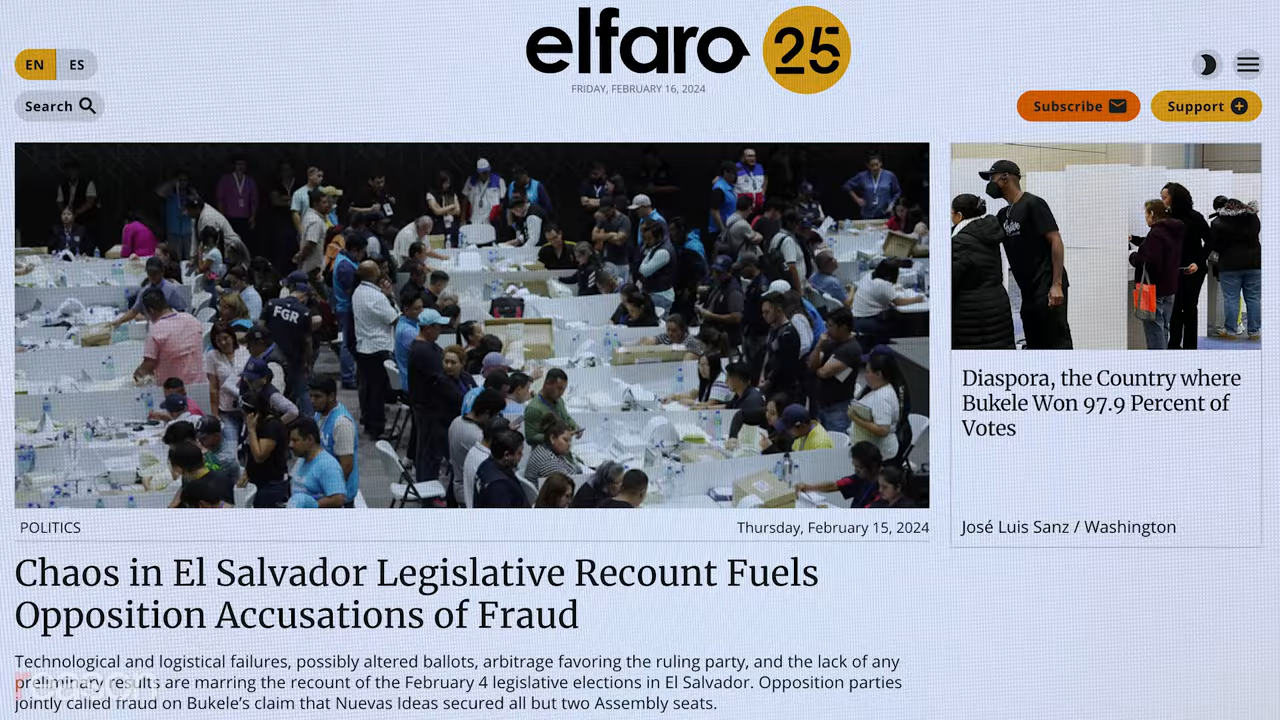 elfaro 25
FRIDAY, FEBRUARY 16, 2024
EN ES
Search
Subscribe
Support
FGR
POLITICS
Thursday, February 15, 2024
Chaos in El Salvador Legislative Recount Fuels
Opposition Accusations of Fraud
Technological and logistical failures, possibly altered ballots, arbitrage favoring the ruling party, and the lack of any
preliminary results are marring the recount of the February 4 legislative elections in El Salvador. Opposition parties
jointly called fraud on Bukele's claim that Nuevas Ideas secured all but two Assembly seats.
Diaspora, the Country where
Bukele Won 97.9 Percent of
Votes
José Luis Sanz / Washington